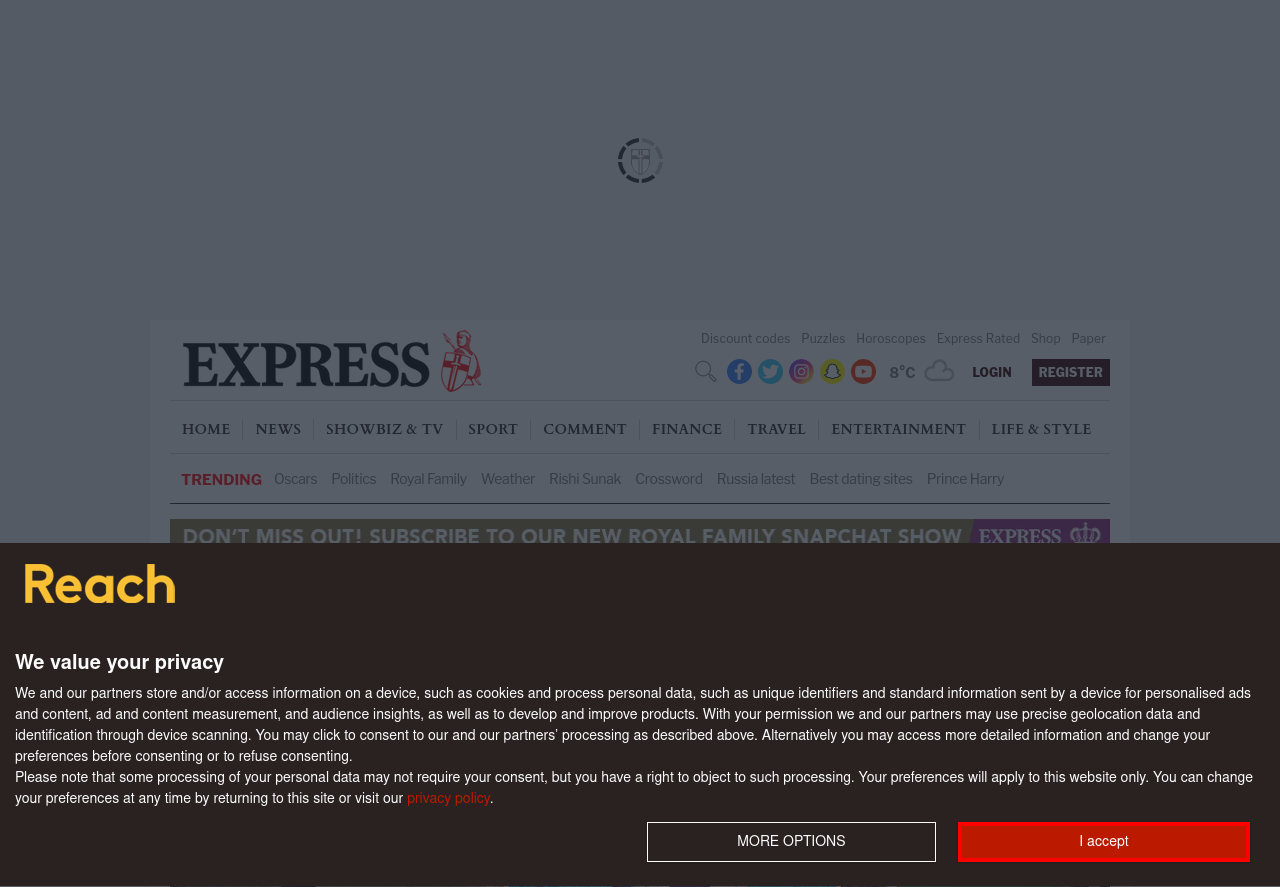 Discount codes Puzzles Horoscopes Express Rated Shop Paper
EXPRESS
8°C LOGIN REGISTER
HOME NEWS SHOWBIZ & TV SPORT COMMENT FINANCE TRAVEL ENTERTAINMENT LIFE & STYLE
TRENDING Oscars Politics Royal Family Weather Rishi Sunak Crossword Russia latest Best dating sites Prince Harry
DON'T MISS OUT! SUBSCRIBE TO OUR NEW ROYAL FAMILY SNAPCHAT SHOW EXPRESS
Reach
We value your privacy
We and our partners store and/or access information on a device, such as cookies and process personal data, such as unique identifiers and standard information sent by a device for personalised ads
and content, ad and content measurement, and audience insights, as well as to develop and improve products. With your permission we and our partners may use precise geolocation data and
identification through device scanning. You may click to consent to our and our partners’ processing as described above. Alternatively you may access more detailed information and change your
preferences before consenting or to refuse consenting.
Please note that some processing of your personal data may not require your consent, but you have a right to object to such processing. Your preferences will apply to this website only. You can change
your preferences at any time by returning to this site or visit our privacy policy.
MORE OPTIONS I accept